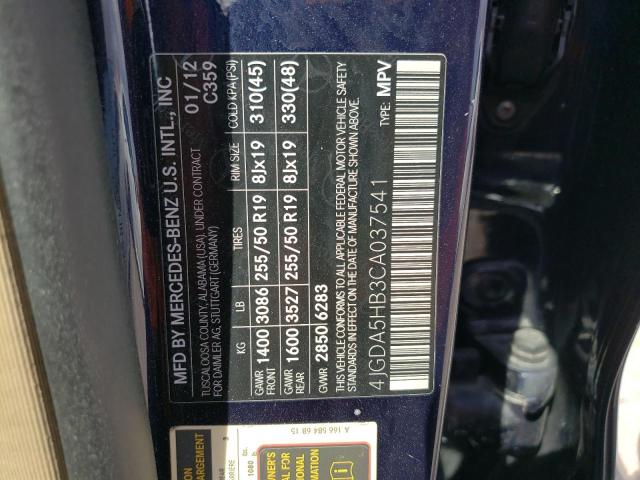 MFD BY MERCEDES-BENZ U.S. INTL., INC 01/12
TUSCALOOSA COUNTY, ALABAMA (USA), UNDER CONTRACT C359
FOR DAIMLER AG, STUTTGART (GERMANY)
KG LB TIRES RIM SIZE COLD KPA (PSI)
GAWR 1400 3086 255/50 R19 8Jx19 310(45)
FRONT
GAWR 1600 3527 255/50 R19 8Jx19 330(48)
REAR
GVWR 2850 6283
THIS VEHICLE CONFORMS TO ALL APPLICABLE FEDERAL MOTOR VEHICLE SAFETY
STANDARDS IN EFFECT ON THE DATE OF MANUFACTURE SHOWN ABOVE.
4JGDA5HB3CA037541 TYPE: MPV
A 166 584 68 15
ARRIERE
1080 lbs.